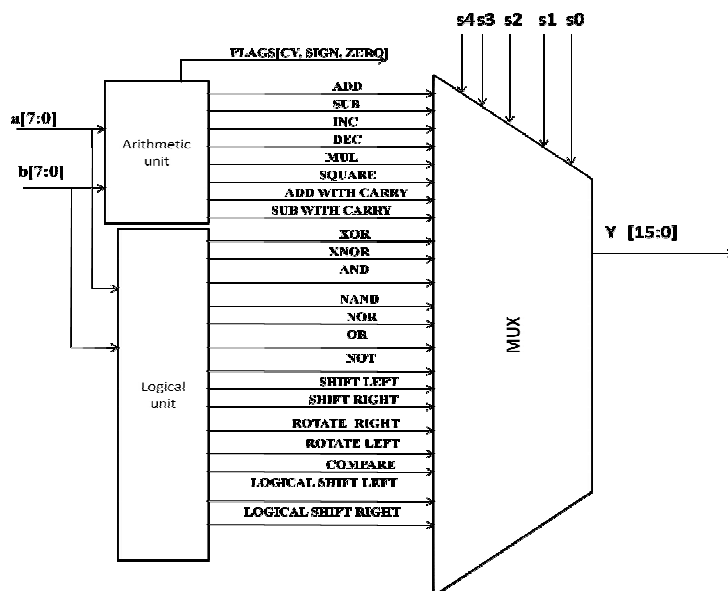 s4 s3 s2 s1 s0
FLAGS[CY, SIGN, ZERO]
a[7:0]
b[7:0]
Arithmetic
unit
ADD
SUB
INC
DEC
MUL
SQUARE
ADD WITH CARRY
SUB WITH CARRY
Logical
unit
XOR
XNOR
AND
NAND
NOR
OR
NOT
SHIFT LEFT
SHIFT RIGHT
ROTATE RIGHT
ROTATE LEFT
COMPARE
LOGICAL SHIFT LEFT
LOGICAL SHIFT RIGHT
MUX
Y [15:0]